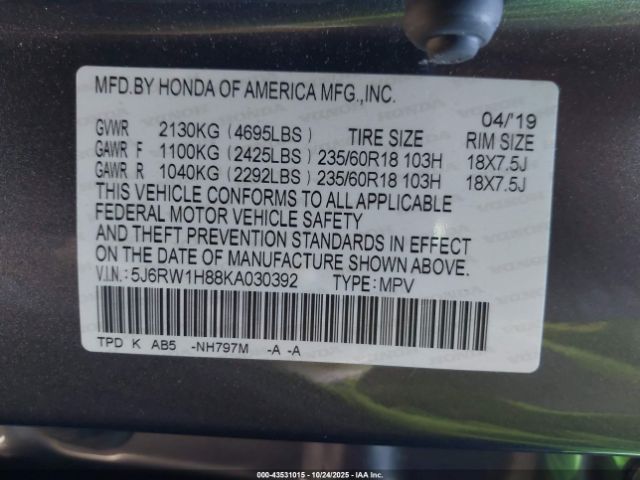 MFD.BY HONDA OF AMERICA MFG.,INC.
04/'19
GVWR 2130KG (4695LBS) TIRE SIZE RIM SIZE
GAWR F 1100KG (2425LBS) 235/60R18 103H 18X7.5J
GAWR R 1040KG (2292LBS) 235/60R18 103H 18X7.5J
THIS VEHICLE CONFORMS TO ALL APPLICABLE
FEDERAL MOTOR VEHICLE SAFETY
AND THEFT PREVENTION STANDARDS IN EFFECT
ON THE DATE OF MANUFACTURE SHOWN ABOVE.
V.I.N.: 5J6RW1H88KA030392 TYPE: MPV
TPD K AB5 -NH797M -A -A
000-43531015 | 10/24/2025 | IAAI.COM